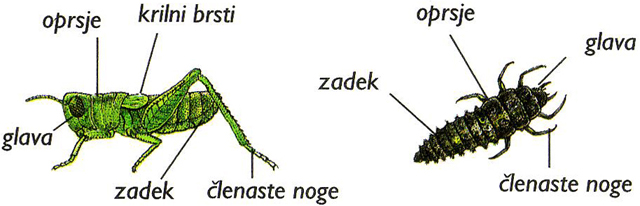 oprsje
krilni brsti
glava
zadek
členaste noge
oprsje
glava
zadek
členaste noge